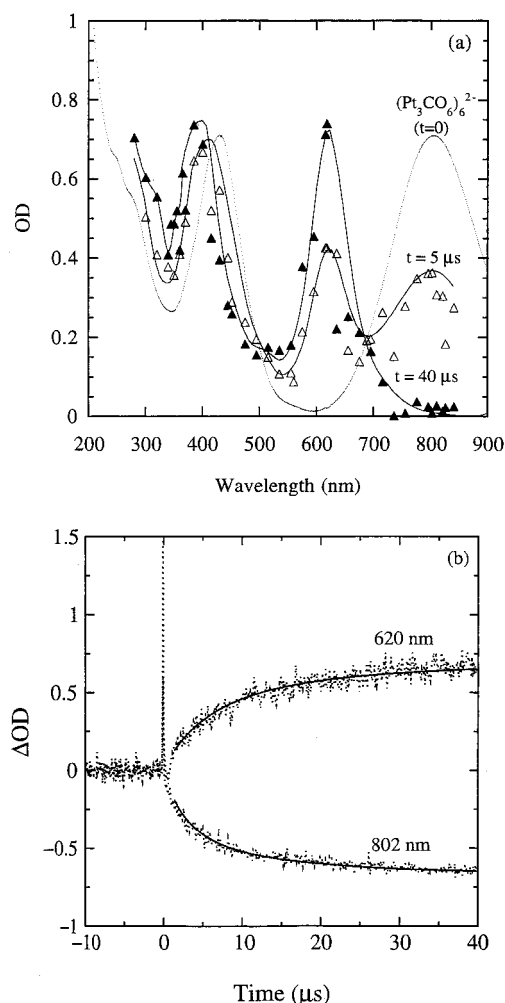 (a)
1
0.8
0.6
0.4
0.2
0
OD
(Pt3CO6)6 2-
(t=0)
t = 5 μs
t = 40 μs
200 300 400 500 600 700 800 900
Wavelength (nm)
(b)
1.5
1
0.5
0
-0.5
-1
ΔOD
620 nm
802 nm
-10 0 10 20 30 40
Time (μs)